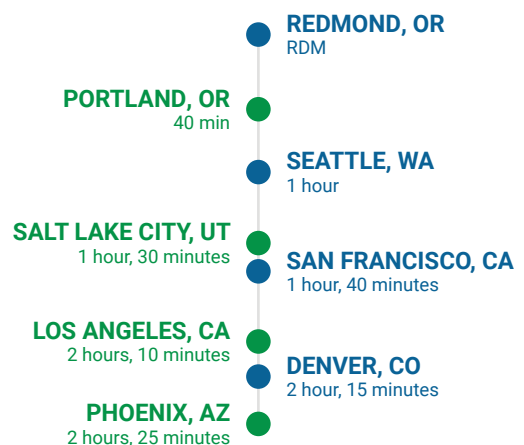 REDMOND, OR
RDM
PORTLAND, OR
40 min
SEATTLE, WA
1 hour
SALT LAKE CITY, UT
1 hour, 30 minutes
SAN FRANCISCO, CA
1 hour, 40 minutes
LOS ANGELES, CA
2 hours, 10 minutes
DENVER, CO
2 hour, 15 minutes
PHOENIX, AZ
2 hours, 25 minutes